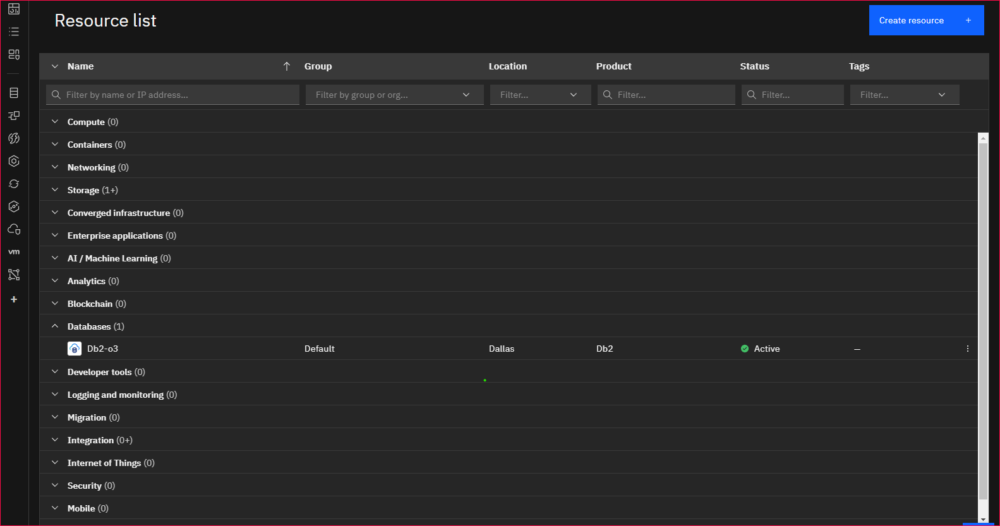 Resource list
Create resource +
Name Group Location Product Status Tags
Filter by name or IP address... Filter by group or org... Filter... Filter... Filter... Filter...
Compute (0)
Containers (0)
Networking (0)
Storage (1+)
Converged infrastructure (0)
Enterprise applications (0)
AI / Machine Learning (0)
vm
Analytics (0)
Blockchain (0)
Databases (1)
Db2-o3 Default Dallas Db2 Active –
Developer tools (0)
Logging and monitoring (0)
Migration (0)
Integration (0+)
Internet of Things (0)
Security (0)
Mobile (0)